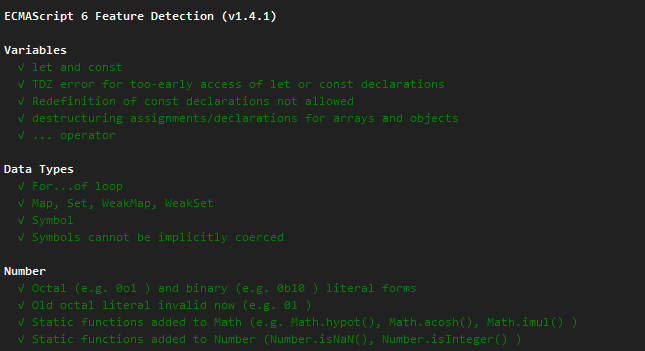 ECMAScript 6 Feature Detection (v1.4.1)
Variables
√ let and const
√ TDZ error for too-early access of let or const declarations
√ Redefinition of const declarations not allowed
√ destructuring assignments/declarations for arrays and objects
√ ... operator
Data Types
√ For...of loop
√ Map, Set, WeakMap, WeakSet
√ Symbol
√ Symbols cannot be implicitly coerced
Number
√ Octal (e.g. 0o1 ) and binary (e.g. 0b10 ) literal forms
√ Old octal literal invalid now (e.g. 01 )
√ Static functions added to Math (e.g. Math.hypot(), Math.acosh(), Math.imul() )
√ Static functions added to Number (Number.isNaN(), Number.isInteger() )